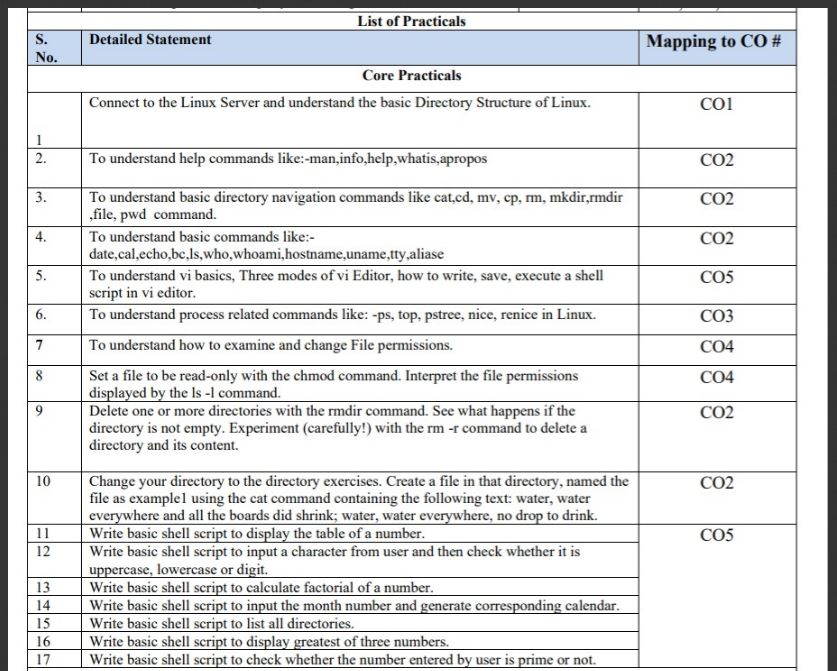 List of Practicals
S. No.
Detailed Statement
Mapping to CO #
Core Practicals
1
Connect to the Linux Server and understand the basic Directory Structure of Linux.
CO1
2.
To understand help commands like:-man,info,help,whatis,apropos
CO2
3.
To understand basic directory navigation commands like cat,cd, mv, cp, rm, mkdir,rmdir
,file, pwd command.
CO2
4.
To understand basic commands like:-
date,cal,echo,bc,ls,who,whoami,hostname,uname,tty,aliase
CO2
5.
To understand vi basics, Three modes of vi Editor, how to write, save, execute a shell
script in vi editor.
CO5
6.
To understand process related commands like: -ps, top, pstree, nice, renice in Linux.
CO3
7
To understand how to examine and change File permissions.
CO4
8
Set a file to be read-only with the chmod command. Interpret the file permissions
displayed by the ls -l command.
CO4
9
Delete one or more directories with the rmdir command. See what happens if the
directory is not empty. Experiment (carefully!) with the rm -r command to delete a
directory and its content.
CO2
10
Change your directory to the directory exercises. Create a file in that directory, named the
file as example1 using the cat command containing the following text: water, water
everywhere and all the boards did shrink; water, water everywhere, no drop to drink.
CO2
11
Write basic shell script to display the table of a number.
CO5
12
Write basic shell script to input a character from user and then check whether it is
uppercase, lowercase or digit.
13
Write basic shell script to calculate factorial of a number.
14
Write basic shell script to input the month number and generate corresponding calendar.
15
Write basic shell script to list all directories.
16
Write basic shell script to display greatest of three numbers.
17
Write basic shell script to check whether the number entered by user is prime or not.